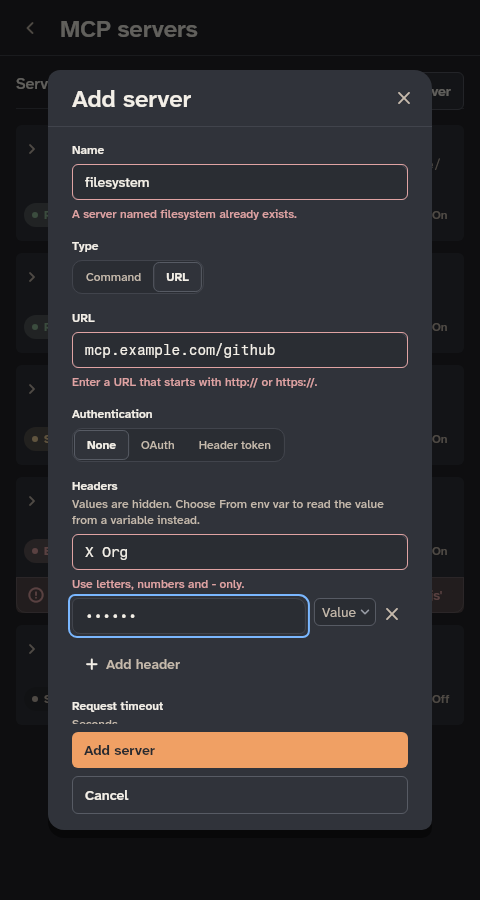 MCP servers
Serv
ver
Add server
Name
filesystem
A server named filesystem already exists.
Type
Command URL
URL
mcp.example.com/github
Enter a URL that starts with http:// or https://.
Authentication
None OAuth Header token
Headers
Values are hidden. Choose From env var to read the value
from a variable instead.
X Org
Use letters, numbers and - only.
•••••• Value
Add header
Request timeout
Seconds
Add server
Cancel
On
On
On
On
Off